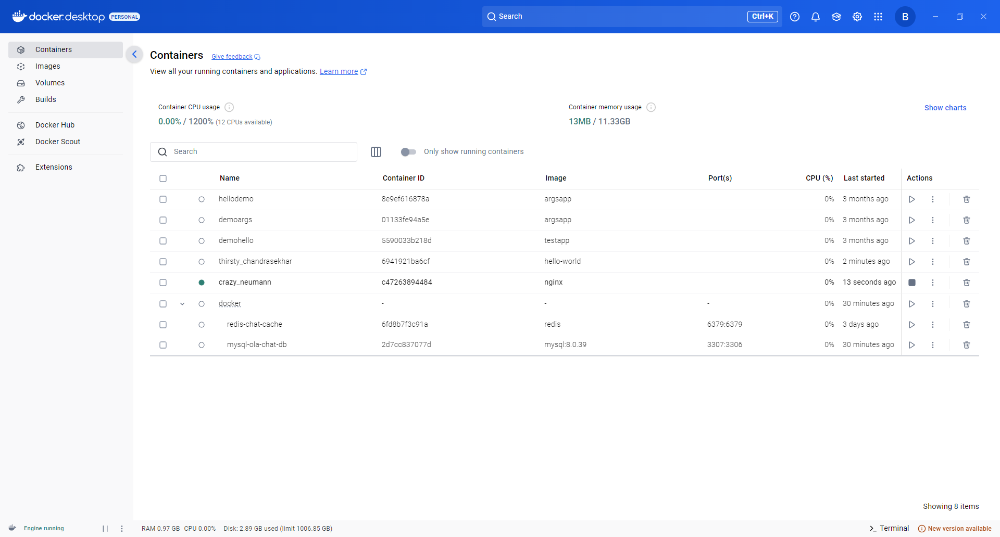 docker.desktop PERSONAL
Search Ctrl+K
B
Containers
Images
Volumes
Builds
Docker Hub
Docker Scout
Extensions
Containers Give feedback
View all your running containers and applications. Learn more
Container CPU usage
0.00% / 1200% (12 CPUs available)
Container memory usage
13MB / 11.33GB
Show charts
Search
Only show running containers
Name Container ID Image Port(s) CPU (%) Last started Actions
hellodemo 8e9ef616878a argsapp 0% 3 months ago
demoargs 01133fe94a5e argsapp 0% 3 months ago
demohello 5590033b218d testapp 0% 3 months ago
thirsty_chandrasekhar 6941921ba6cf hello-world 0% 2 minutes ago
crazy_neumann c47263894484 nginx 0% 13 seconds ago
docker - - - 0% 30 minutes ago
redis-chat-cache 6fd8b7f3c91a redis 6379:6379 0% 3 days ago
mysql-ola-chat-db 2d7cc837077d mysql:8.0.39 3307:3306 0% 30 minutes ago
Showing 8 items
Engine running
RAM 0.97 GB CPU 0.00% Disk: 2.89 GB used (limit 1006.85 GB)
Terminal
New version available